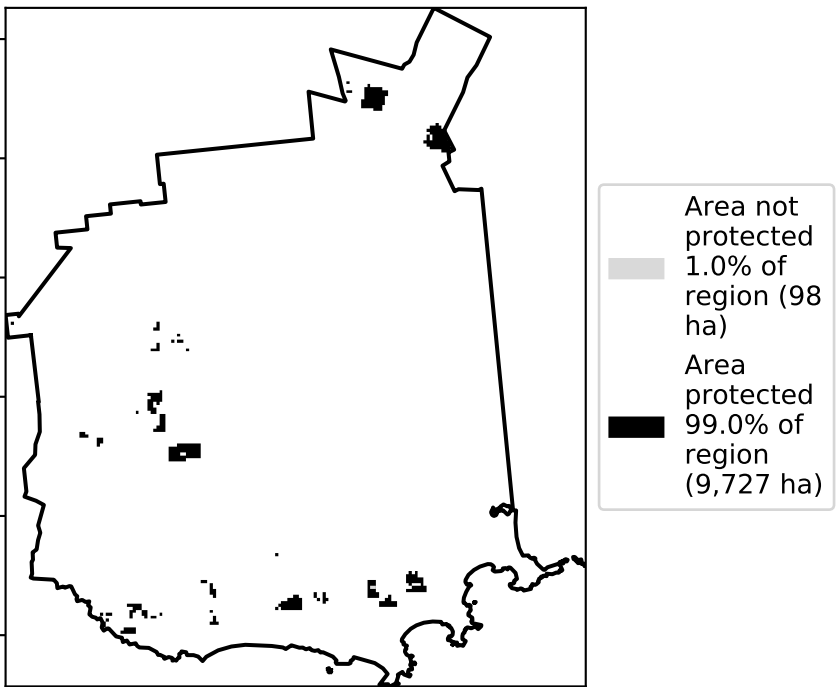 Area not
protected
1.0% of
region (98
ha)
Area
protected
99.0% of
region
(9,727 ha)